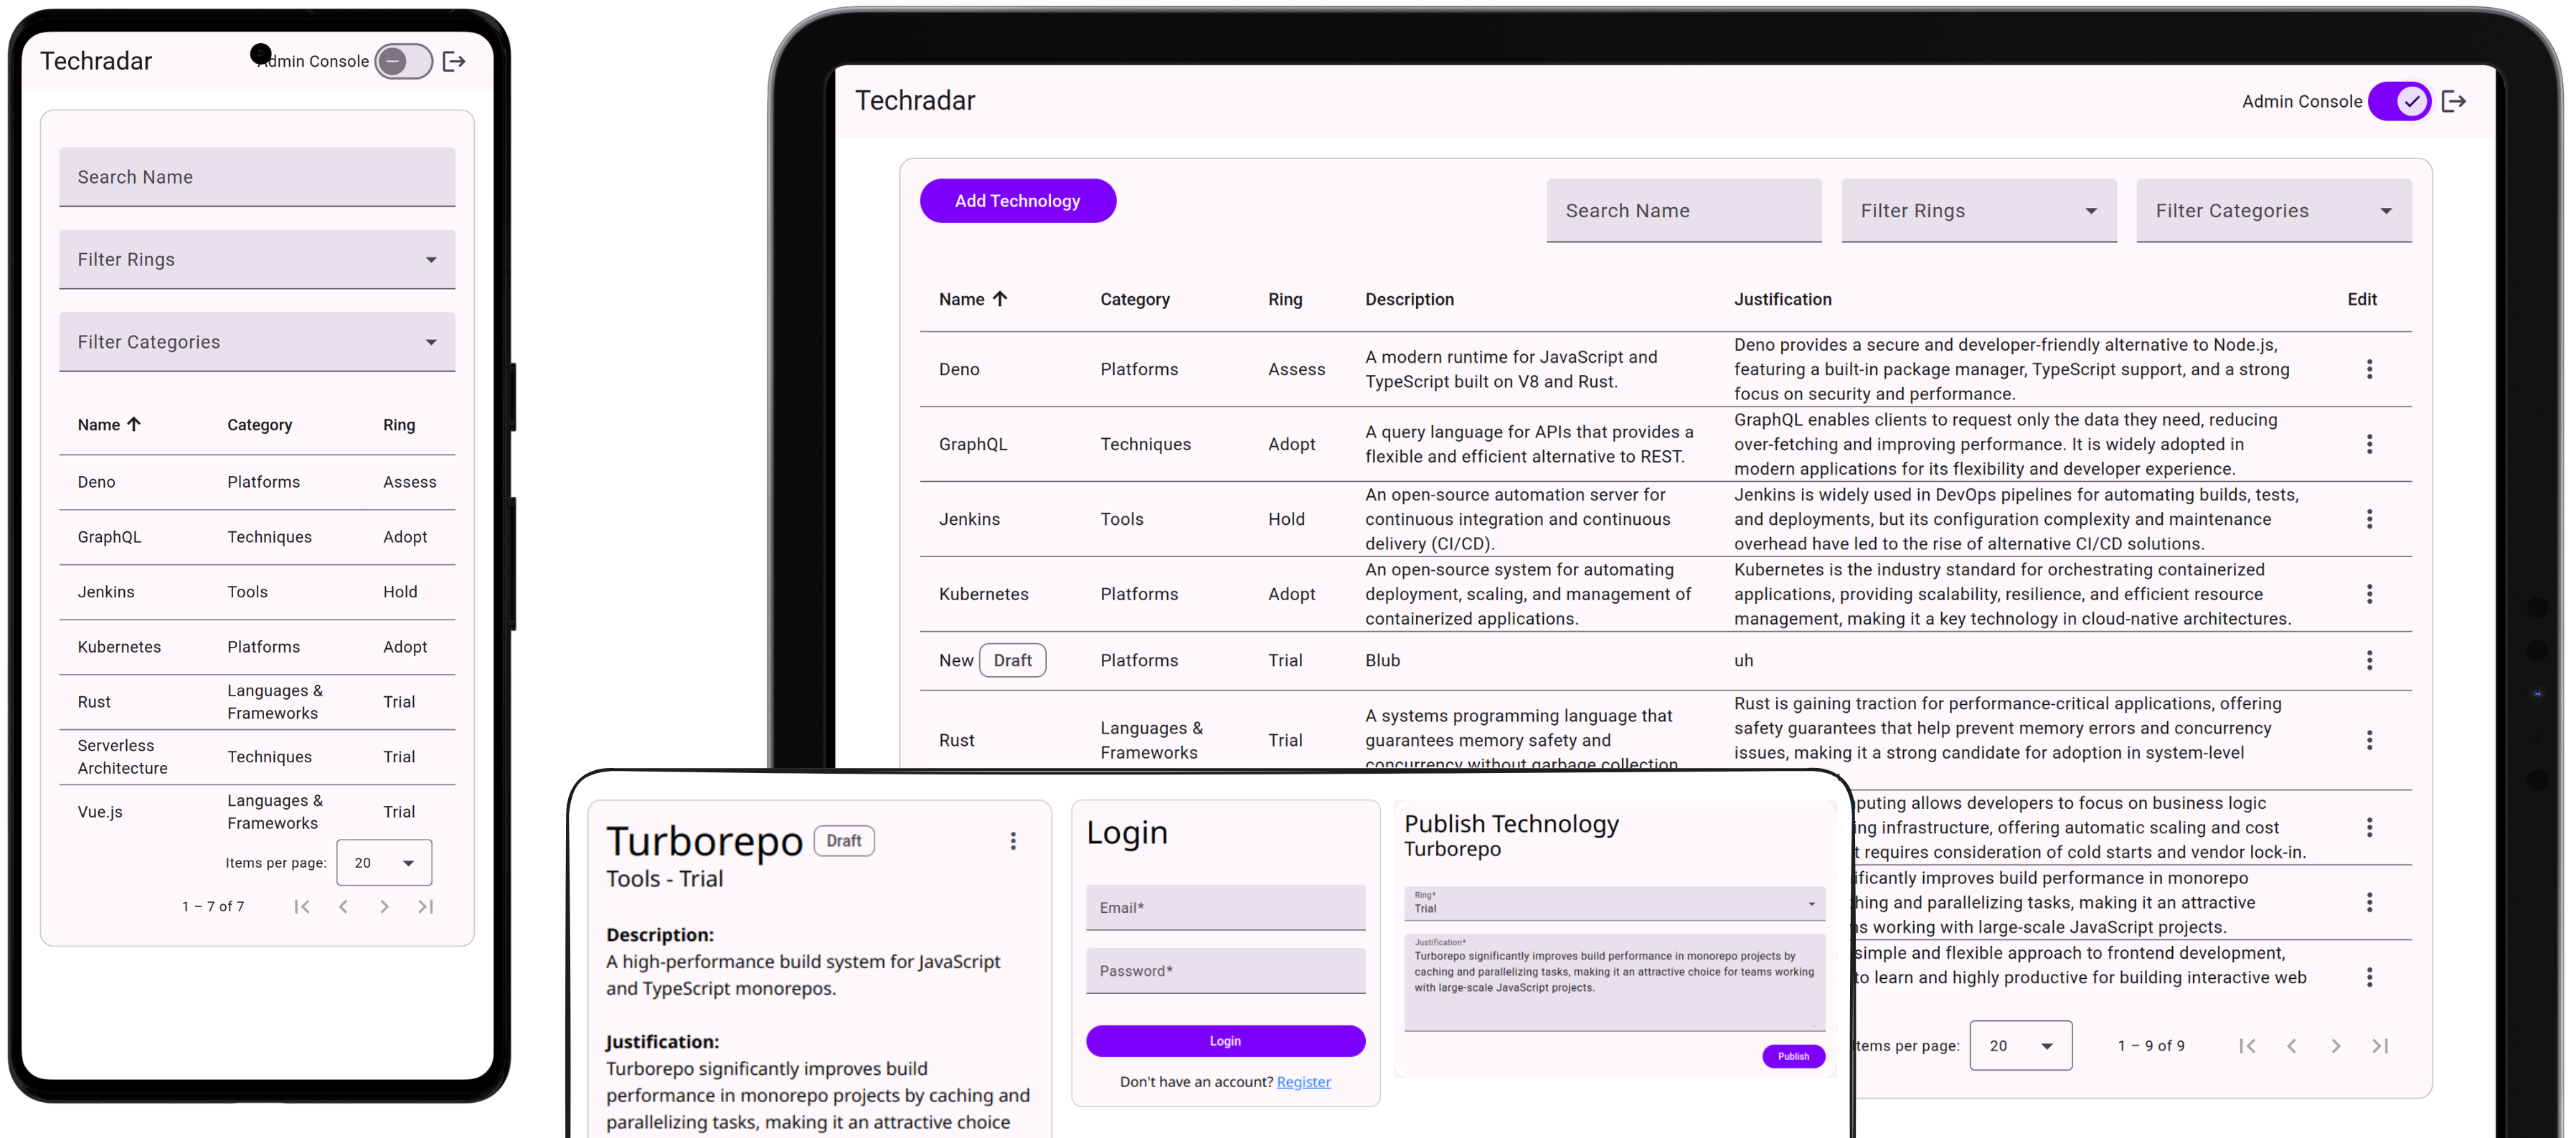 Techradar
Admin Console
Search Name
Filter Rings
Filter Categories
Name Category Ring
Deno Platforms Assess
GraphQL Techniques Adopt
Jenkins Tools Hold
Kubernetes Platforms Adopt
Rust Languages &
Frameworks Trial
Serverless
Architecture Techniques Trial
Vue.js Languages &
Frameworks Trial
Items per page: 20
1 – 7 of 7
Techradar
Admin Console
Add Technology
Search Name
Filter Rings
Filter Categories
Name Category Ring Description Justification Edit
Deno
Platforms
Assess
A modern runtime for JavaScript and
TypeScript built on V8 and Rust.
Deno provides a secure and developer-friendly alternative to Node.js,
featuring a built-in package manager, TypeScript support, and a strong
focus on security and performance.
GraphQL
Techniques
Adopt
A query language for APIs that provides a
flexible and efficient alternative to REST.
GraphQL enables clients to request only the data they need, reducing
over-fetching and improving performance. It is widely adopted in
modern applications for its flexibility and developer experience.
Jenkins
Tools
Hold
An open-source automation server for
continuous integration and continuous
delivery (CI/CD).
Jenkins is widely used in DevOps pipelines for automating builds, tests,
and deployments, but its configuration complexity and maintenance
overhead have led to the rise of alternative CI/CD solutions.
Kubernetes
Platforms
Adopt
An open-source system for automating
deployment, scaling, and management of
containerized applications.
Kubernetes is the industry standard for orchestrating containerized
applications, providing scalability, resilience, and efficient resource
management, making it a key technology in cloud-native architectures.
New Draft
Platforms
Trial
Blub
uh
Rust
Languages &
Frameworks
Trial
A systems programming language that
guarantees memory safety and
concurrency without garbage collection
Rust is gaining traction for performance-critical applications, offering
safety guarantees that help prevent memory errors and concurrency
issues, making it a strong candidate for adoption in system-level
puting allows developers to focus on business logic
ing infrastructure, offering automatic scaling and cost
t requires consideration of cold starts and vendor lock-in.
ificantly improves build performance in monorepo
hing and parallelizing tasks, making it an attractive
ns working with large-scale JavaScript projects.
simple and flexible approach to frontend development,
to learn and highly productive for building interactive web
tems per page: 20
1 – 9 of 9
Turborepo Draft
Tools - Trial
Description:
A high-performance build system for JavaScript
and TypeScript monorepos.
Justification:
Turborepo significantly improves build
performance in monorepo projects by caching and
parallelizing tasks, making it an attractive choice
Login
Email*
Password*
Login
Don't have an account? Register
Publish Technology
Turborepo
Ring*
Trial
Justification*
Turborepo significantly improves build performance in monorepo projects by
caching and parallelizing tasks, making it an attractive choice for teams working
with large-scale JavaScript projects.
Publish